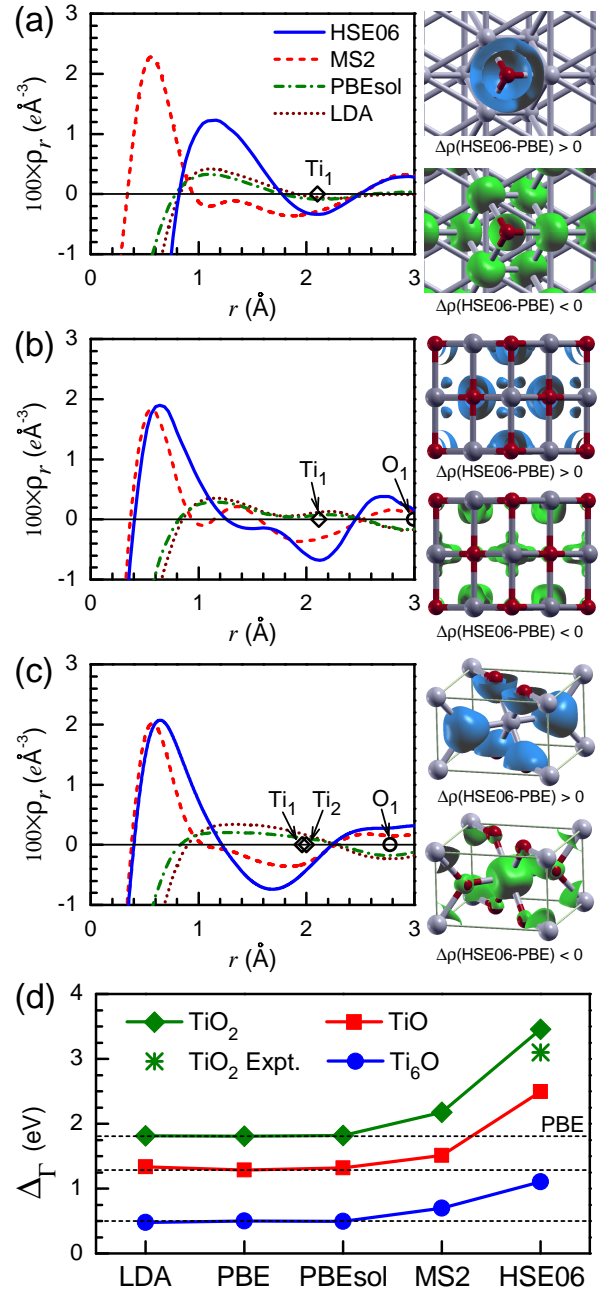 (a)
HSE06
MS2
PBEsol
LDA
Ti₁
100×ρᵣ (eÅ⁻³)
3
2
1
0
-1
0 1 2 3
r (Å)
Δρ(HSE06-PBE) > 0
Δρ(HSE06-PBE) < 0
(b)
Ti₁ O₁
100×ρᵣ (eÅ⁻³)
3
2
1
0
-1
0 1 2 3
r (Å)
Δρ(HSE06-PBE) > 0
Δρ(HSE06-PBE) < 0
(c)
Ti₁ Ti₂ O₁
100×ρᵣ (eÅ⁻³)
3
2
1
0
-1
0 1 2 3
r (Å)
Δρ(HSE06-PBE) > 0
Δρ(HSE06-PBE) < 0
(d)
TiO₂ TiO
TiO₂ Expt. Ti₆O
PBE
Δ_Γ (eV)
4
3
2
1
0
LDA PBE PBEsol MS2 HSE06